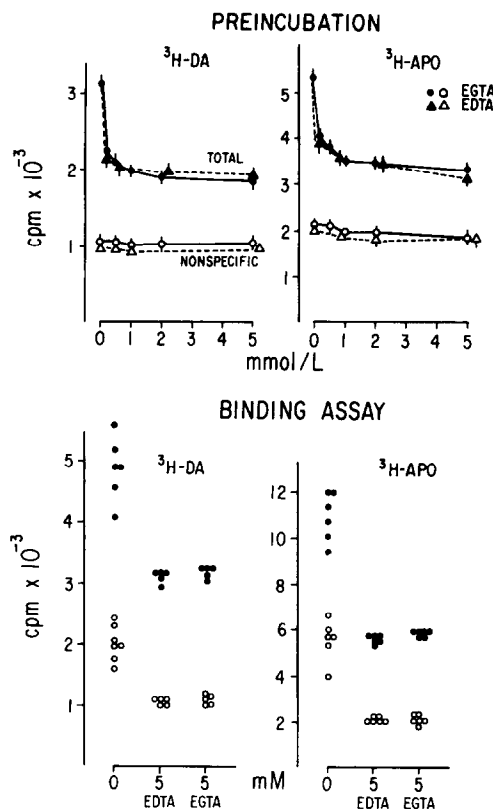 PREINCUBATION
³H-DA
³H-APO
EGTA
EDTA
cpm x 10⁻³
3
2
1
TOTAL
NONSPECIFIC
5
4
3
2
1
0 1 2 3 4 5
0 1 2 3 4 5
mmol/L
BINDING ASSAY
³H-DA
³H-APO
cpm x 10⁻³
5
4
3
2
1
12
10
8
6
4
2
0 5 5 mM 0 5 5
EDTA EGTA EDTA EGTA